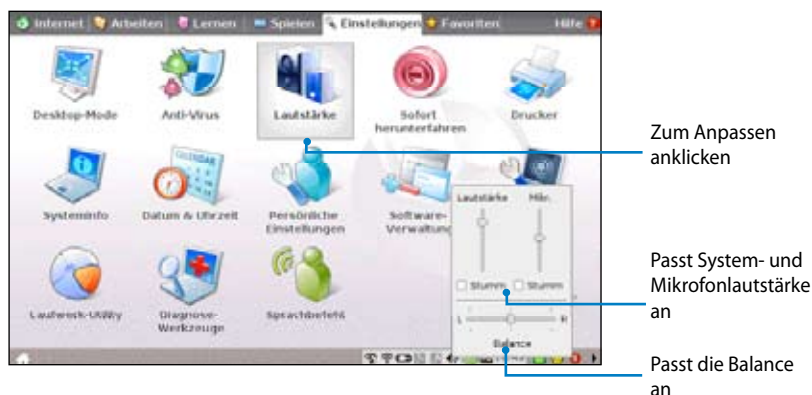 Internet Arbeiten Lernen Spielen Einstellungen Favoriten Hilfe
Desktop-Mode Anti-Virus Lautstärke Sofort herunterfahren Drucker
Zum Anpassen
anklicken
Systeminfo Datum & Uhrzeit Persönliche Einstellungen Software-Verwaltung
Lautstärke Mikr.
Passt System- und
Mikrofonlautstärke
an
Stumm Stumm
Laufwerk-Utility Diagnose-Werkzeuge Sprachbefehl
L R
Balance
Passt die Balance
an